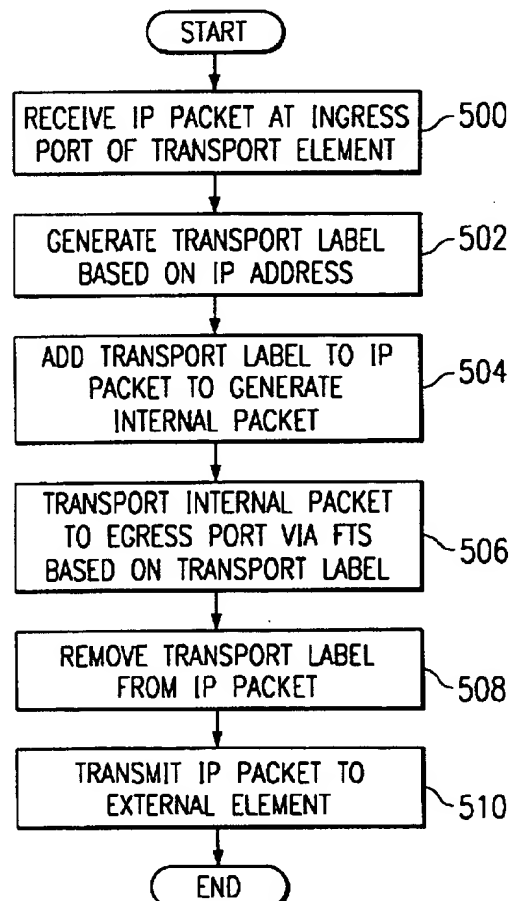 START
RECEIVE IP PACKET AT INGRESS
PORT OF TRANSPORT ELEMENT
500
GENERATE TRANSPORT LABEL
BASED ON IP ADDRESS
502
ADD TRANSPORT LABEL TO IP
PACKET TO GENERATE
INTERNAL PACKET
504
TRANSPORT INTERNAL PACKET
TO EGRESS PORT VIA FTS
BASED ON TRANSPORT LABEL
506
REMOVE TRANSPORT LABEL
FROM IP PACKET
508
TRANSMIT IP PACKET TO
EXTERNAL ELEMENT
510
END